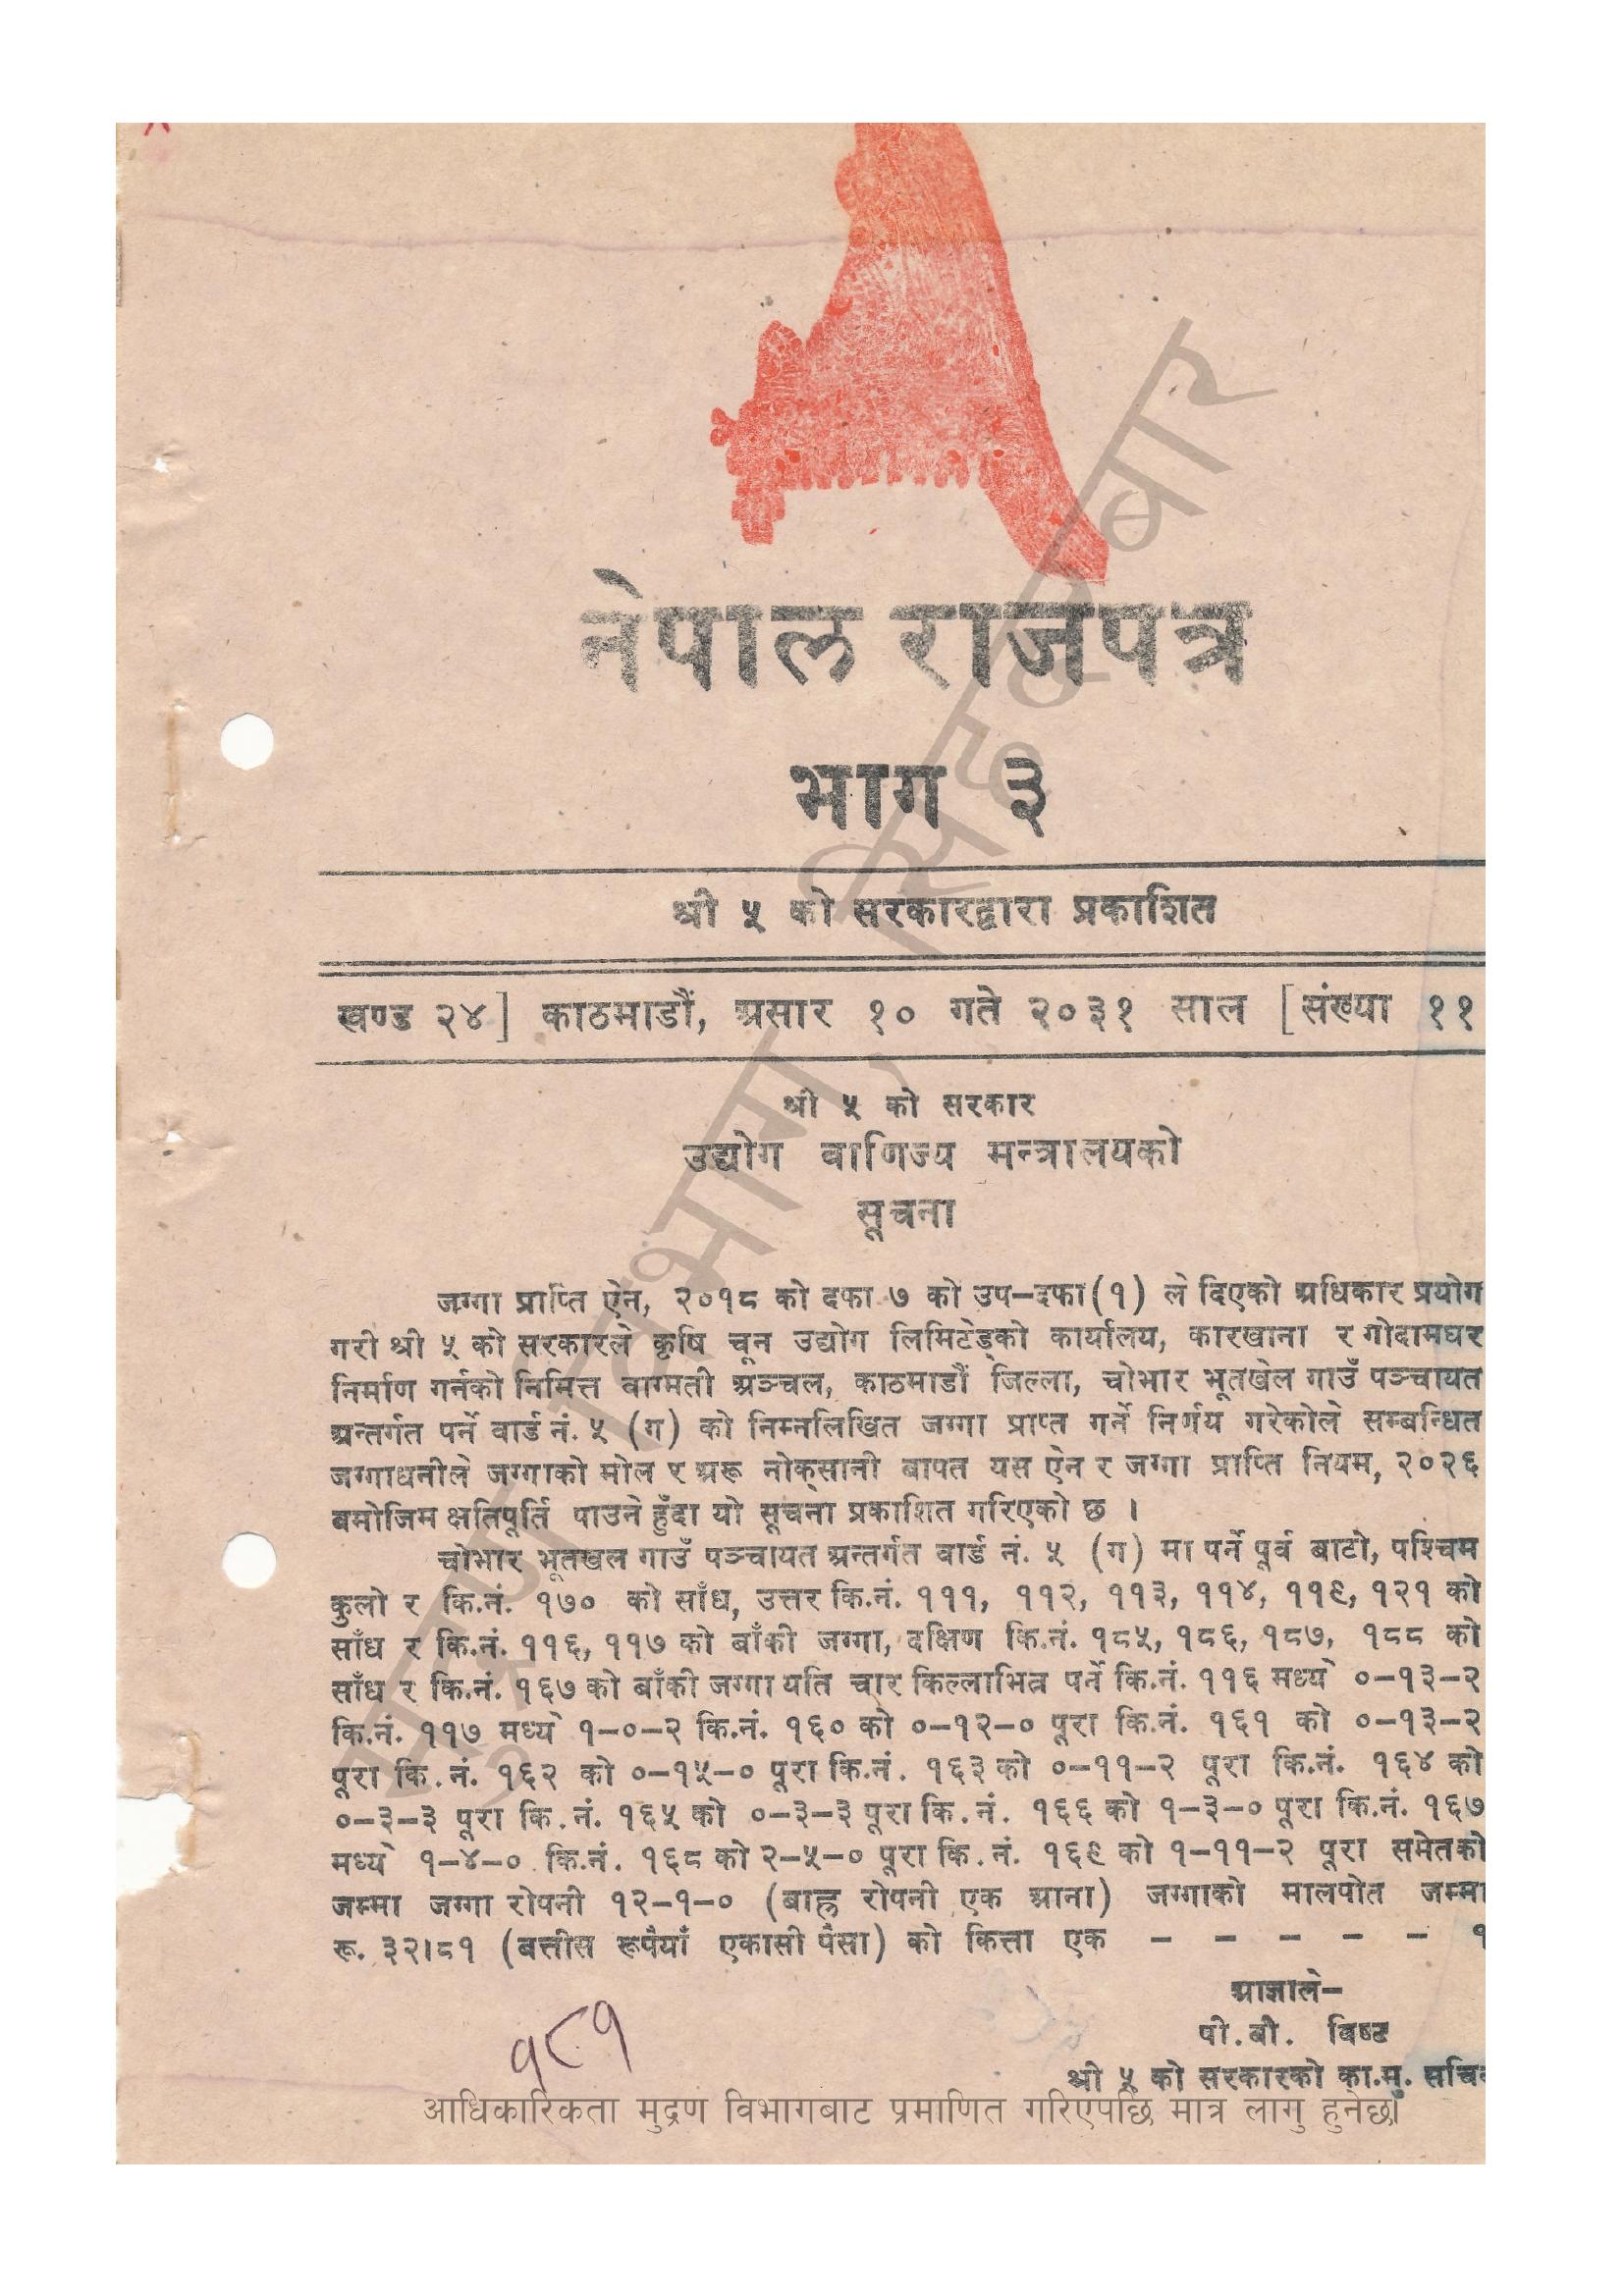 नेपाल राजपत्र
भाग ३
श्री ५ को सरकारद्वारा प्रकाशित
खण्ड २४] काठमाडौं, असार १० गते २०३१ साल [संख्या ११
श्री ५ को सरकार
उद्योग वाणिज्य मन्त्रालयको
सूचना
जग्गा प्राप्ति ऐन, २०१८ को दफा ७ को उप-दफा(१) ले दिएको अधिकार प्रयोग
गरी श्री ५ को सरकारले कृषि चून उद्योग लिमिटेड्को कार्यालय, कारखाना र गोदामघर
निर्माण गर्नको निमित्त वाग्मती अञ्चल, काठमाडौं जिल्ला, चोभार भूतखेल गाउँ पञ्चायत
अन्तर्गत पर्ने वार्ड नं. ५ (ग) को निम्नलिखित जग्गा प्राप्त गर्ने निर्णय गरेकोले सम्बन्धित
जग्गाधनीले जग्गाको मोल र अरू नोक्सानी बापत यस ऐन र जग्गा प्राप्ति नियम, २०२६
बमोजिम क्षतिपूर्ति पाउने हुँदा यो सूचना प्रकाशित गरिएको छ ।
चोभार भूतखल गाउँ पञ्चायत अन्तर्गत वार्ड नं. ५ (ग) मा पर्ने पूर्व बाटो, पश्चिम
कुलो र कि.नं. १७० को साँध, उत्तर कि.नं. १११, ११२, ११३, ११४, ११९, १२१ को
साँध र कि.नं. ११६, ११७ को बाँकी जग्गा, दक्षिण कि.नं. १८५, १८६, १८७, १८८ को
साँध र कि.नं. १६७ को बाँकी जग्गा यति चार किल्लाभित्र पर्ने कि.नं. ११६ मध्ये ०-१३-२
कि.नं. ११७ मध्ये १-०-२ कि.नं. १६० को ०-१२-० पूरा कि.नं. १६१ को ०-१३-२
पूरा कि.नं. १६२ को ०-१५-० पूरा कि.नं. १६३ को ०-११-२ पूरा कि.नं. १६४ को
०-३-३ पूरा कि.नं. १६५ को ०-३-३ पूरा कि.नं. १६६ को १-३-० पूरा कि.नं. १६७
मध्ये १-४-० कि.नं. १६८ को २-५-० पूरा कि.नं. १६९ को १-११-२ पूरा समेतको
जम्मा जग्गा रोपनी १२-१-० (बाह्र रोपनी एक आना) जग्गाको मालपोत जम्मा
रू. ३२।८१ (बत्तीस रूपैयाँ एकासी पैसा) को कित्ता एक - - - - - १
आज्ञाले-
पी.बी. विष्ट
श्री ५ को सरकारको का.मु. सचिव
१८१
आधिकारिकता मुद्रण विभागबाट प्रमाणित गरिएपछि मात्र लागु हुनेछ।
मुद्रण विभाग, सिंहदरबार